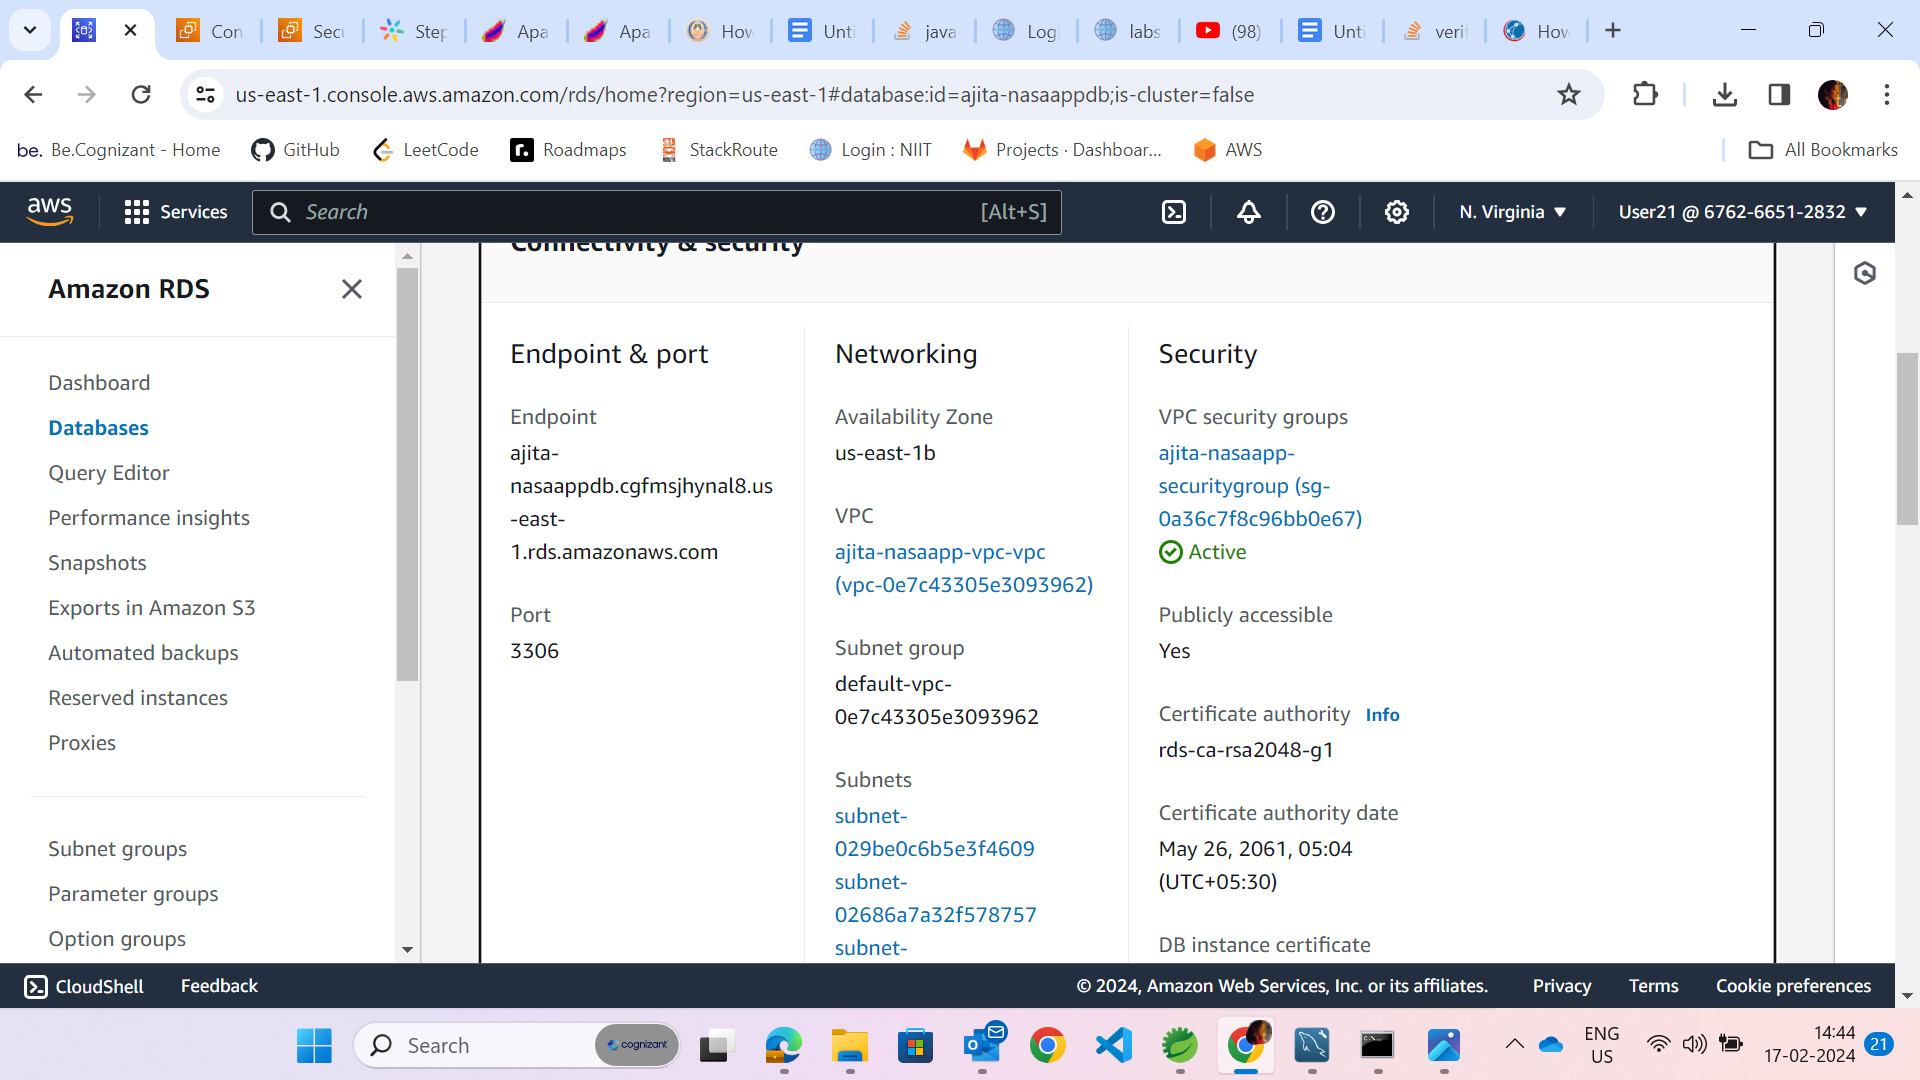 Con
Secu
Step
Apa
Apa
How
Unti
java
Logi
labs
(98)
Unti
verif
How
us-east-1.console.aws.amazon.com/rds/home?region=us-east-1#database:id=ajita-nasaappdb;is-cluster=false
be. Be.Cognizant - Home
GitHub
LeetCode
r. Roadmaps
StackRoute
Login : NIIT
Projects · Dashboar...
AWS
All Bookmarks
aws
Services
Search
[Alt+S]
N. Virginia
User21 @ 6762-6651-2832
Amazon RDS
Dashboard
Databases
Query Editor
Performance insights
Snapshots
Exports in Amazon S3
Automated backups
Reserved instances
Proxies
Subnet groups
Parameter groups
Option groups
Connectivity & security
Endpoint & port
Endpoint
ajita-
nasaappdb.cgfmsjhynal8.us
-east-
1.rds.amazonaws.com
Port
3306
Networking
Availability Zone
us-east-1b
VPC
ajita-nasaapp-vpc-vpc
(vpc-0e7c43305e3093962)
Subnet group
default-vpc-
0e7c43305e3093962
Subnets
subnet-
029be0c6b5e3f4609
subnet-
02686a7a32f578757
subnet-
Security
VPC security groups
ajita-nasaapp-
securitygroup (sg-
0a36c7f8c96bb0e67)
Active
Publicly accessible
Yes
Certificate authority Info
rds-ca-rsa2048-g1
Certificate authority date
May 26, 2061, 05:04
(UTC+05:30)
DB instance certificate
CloudShell
Feedback
© 2024, Amazon Web Services, Inc. or its affiliates.
Privacy
Terms
Cookie preferences
Search
cognizant
ENG
US
14:44
17-02-2024
21